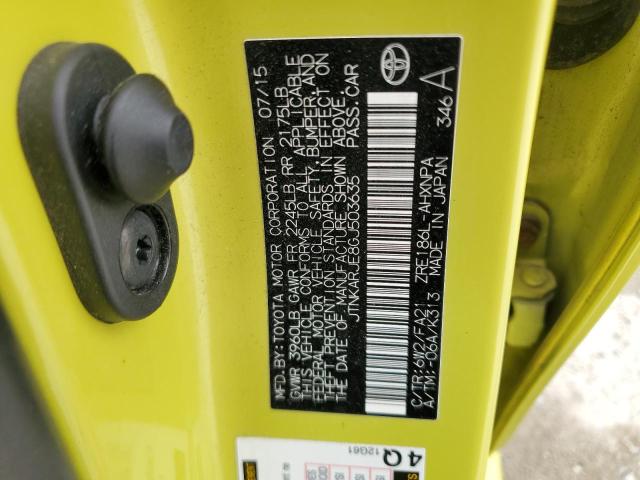 MFD.BY:TOYOTA MOTOR CORPORATION 07/15
GVWR 3960LB GAWR FR 2245LB RR 2175LB
THIS VEHICLE CONFORMS TO ALL APPLICABLE
FEDERAL MOTOR VEHICLE SAFETY, BUMPER, AND
THEFT PREVENTION STANDARDS IN EFFECT ON
THE DATE OF MANUFACTURE SHOWN ABOVE.
JTNKARJE8GJ503635 PASS.CAR
C/TR:6W2/FA21 ZRE186L-AHXNPA
A/TM:-06A/K313 MADE IN JAPAN
346 A
4Q
12G61